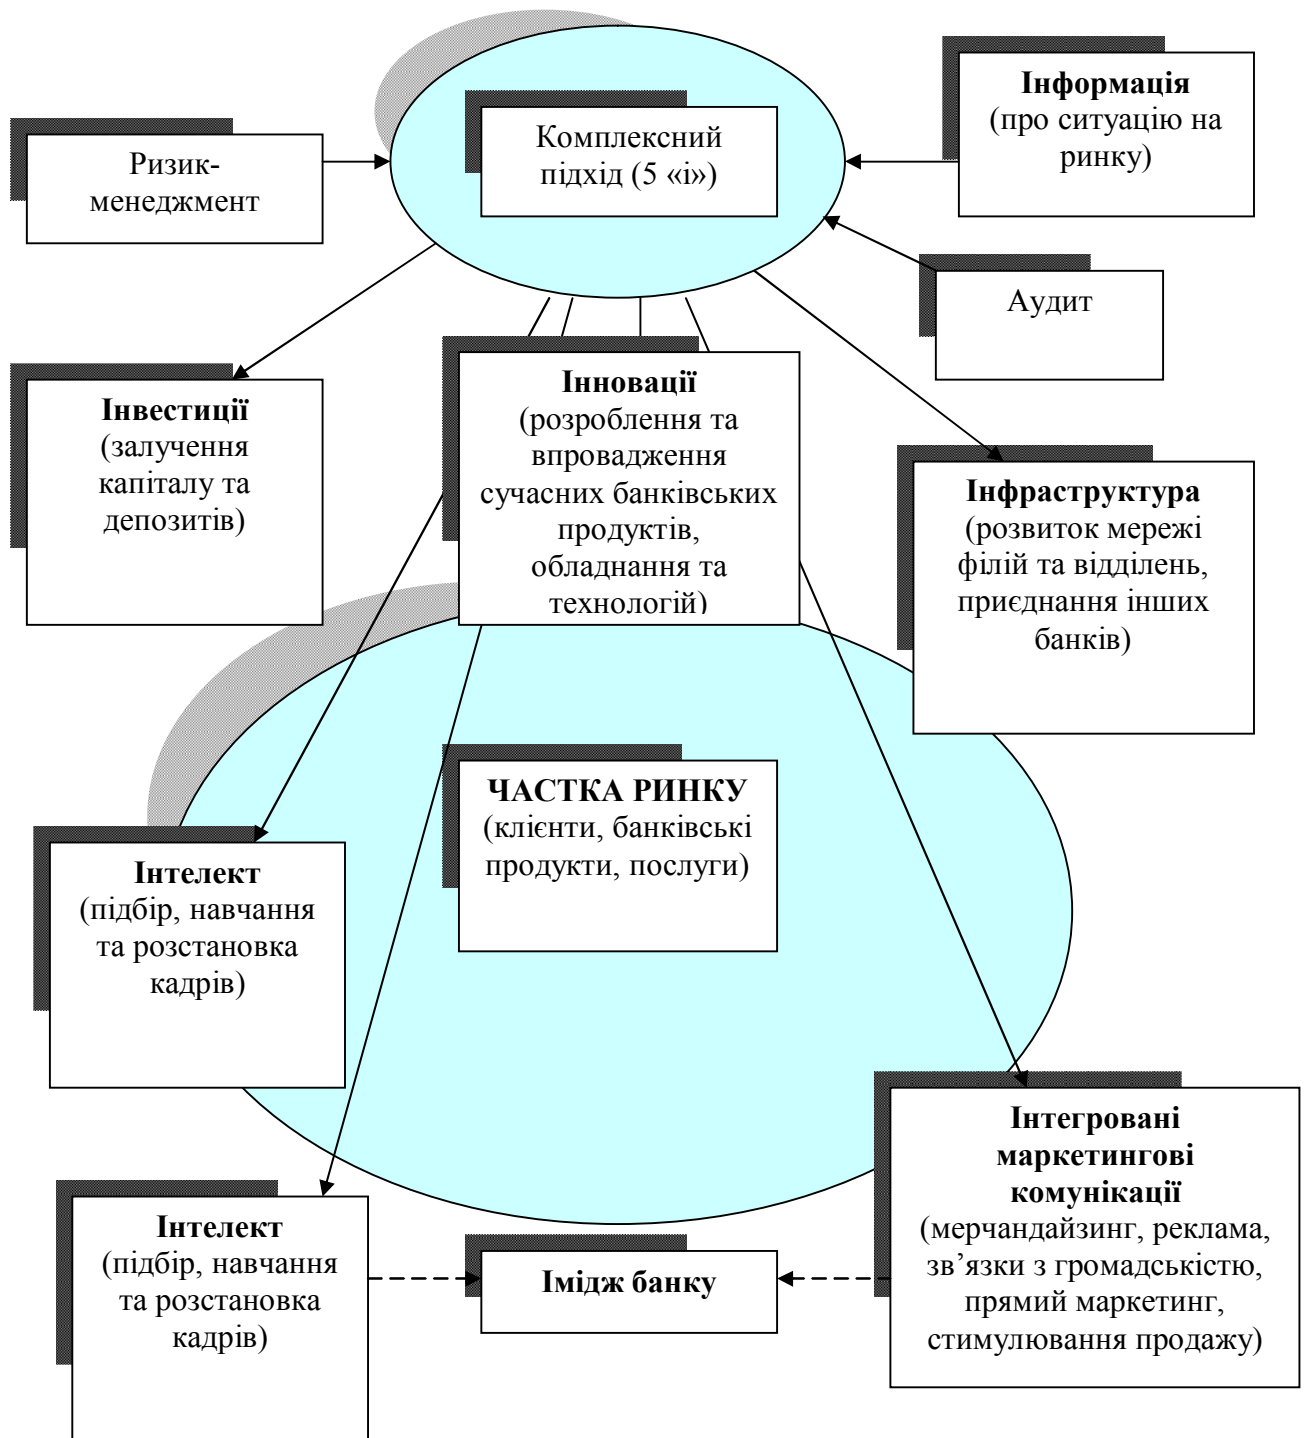 Інформація
(про ситуацію на
ринку)
Комплексний
підхід (5 «і»)
Ризик-
менеджмент
Аудит
Інвестиції
(залучення
капіталу та
депозитів)
Інновації
(розроблення та
впровадження
сучасних банківських
продуктів,
обладнання та
технологій)
Інфраструктура
(розвиток мережі
філій та відділень,
приєднання інших
банків)
ЧАСТКА РИНКУ
(клієнти, банківські
продукти, послуги)
Інтелект
(підбір, навчання
та розстановка
кадрів)
Інтегровані
маркетингові
комунікації
(мерчандайзинг, реклама,
зв’язки з громадськістю,
прямий маркетинг,
стимулювання продажу)
Інтелект
(підбір, навчання
та розстановка
кадрів)
Імідж банку